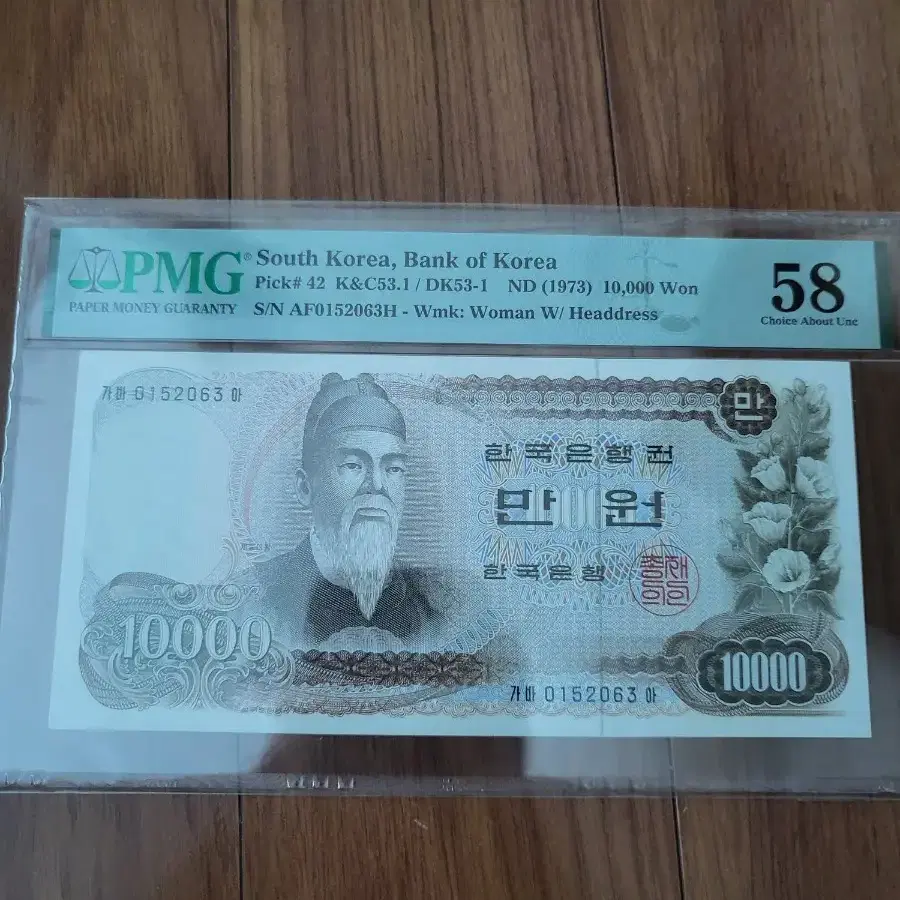 PMG®
PAPER MONEY GUARANTY
South Korea, Bank of Korea
Pick# 42 K&C53.1 / DK53-1 ND (1973) 10,000 Won
S/N AF0152063H - Wmk: Woman W/ Headdress
58
Choice About Unc
가바 0152063 아
만
한국은행권
만 원
한국은행
총재의인
10000
10000
가바 0152063 아